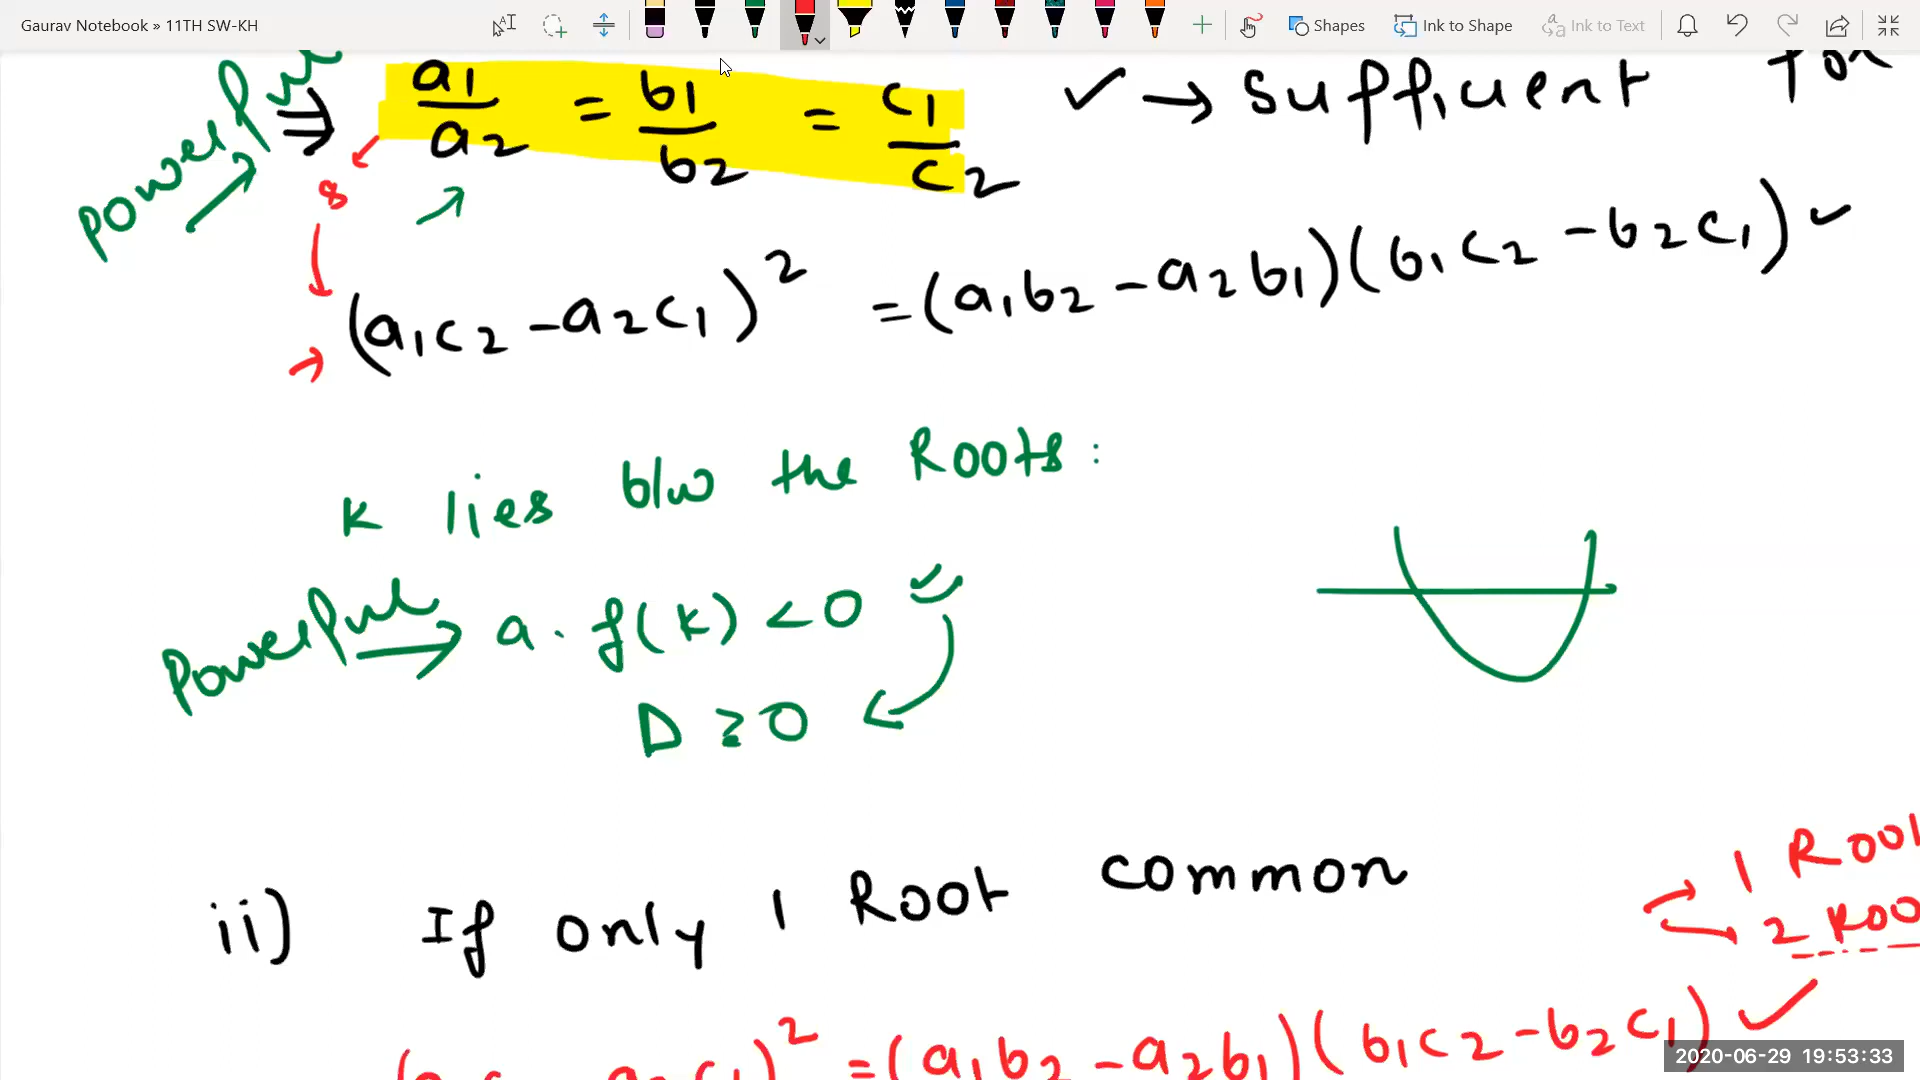 Gaurav Notebook » 11TH SW-KH
Shapes Ink to Shape Ink to Text
Powerful ⇒ a1/a2 = b1/b2 = c1/c2 ✓ → Sufficient for
8
(a1c2 - a2c1)^2 = (a1b2 - a2b1)(b1c2 - b2c1) ✓
K lies b/w the Roots:
Powerful → a. f(k) < 0
D ≥ 0
ii) If only 1 Root common
1 Root
2 Roo
(a1b2 - a2b1)(b1c2 - b2c1) ✓
2020-06-29 19:53:33